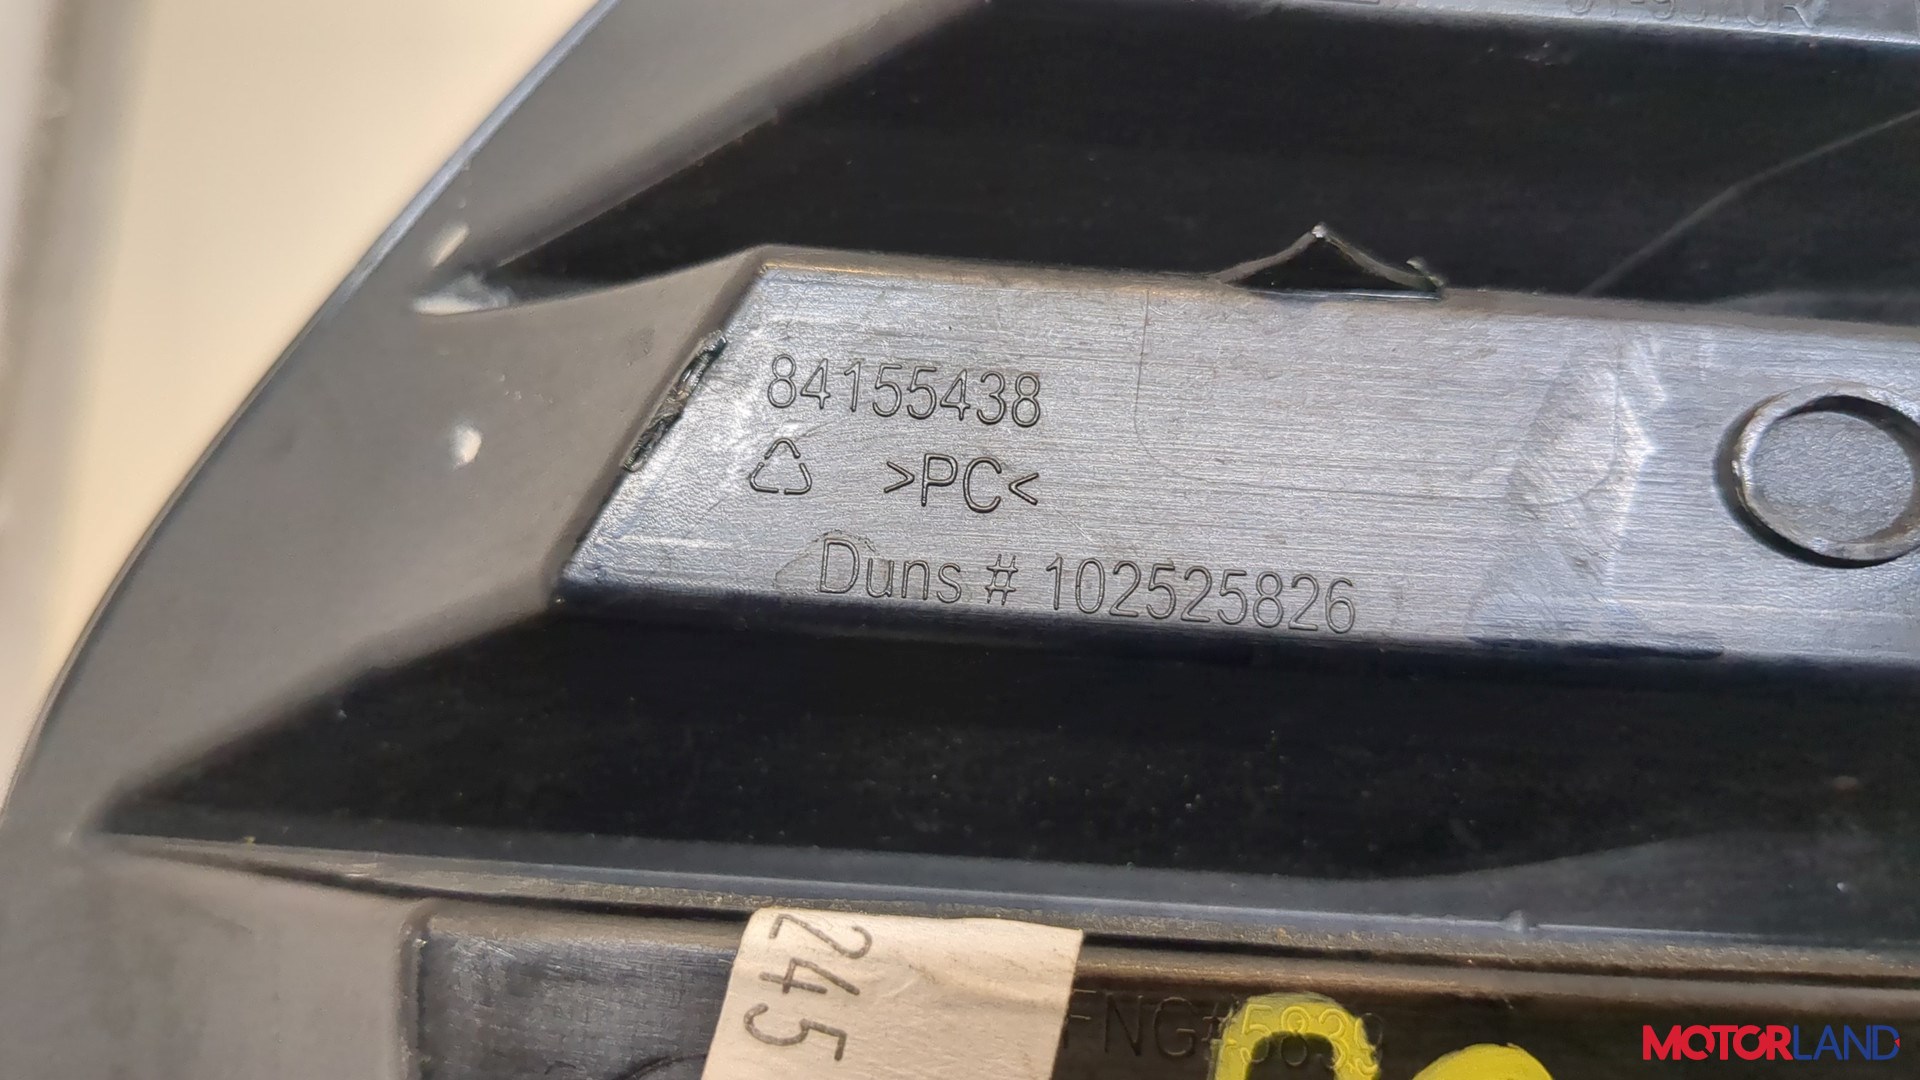 84155438
>PC<
Duns # 102525826
245
MOTORLAND